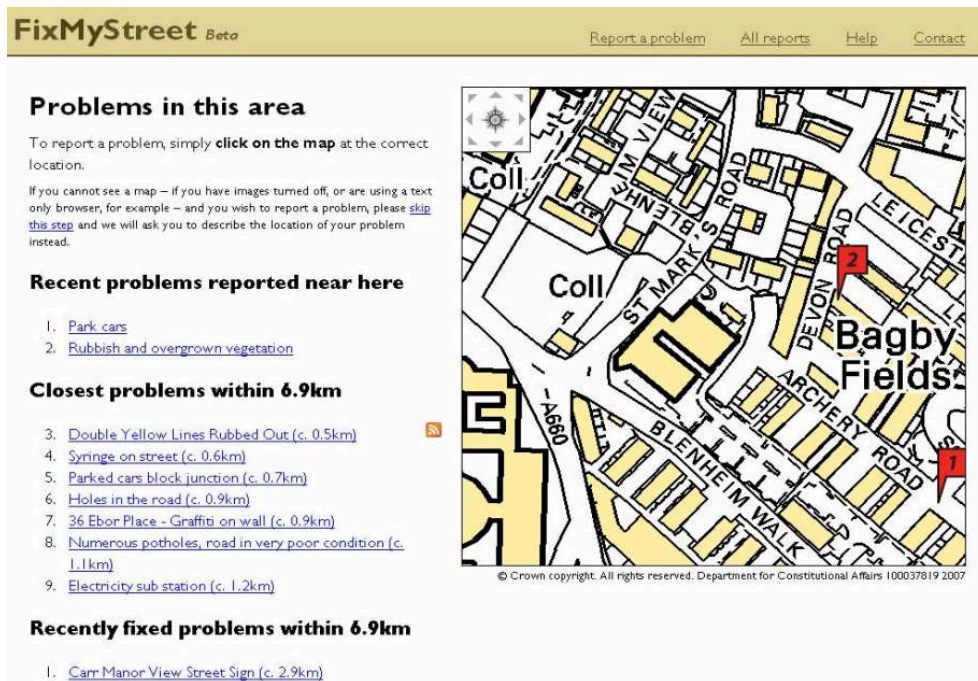 FixMyStreet Beta
Report a problem All reports Help Contact
Problems in this area
To report a problem, simply click on the map at the correct
location.
If you cannot see a map – if you have images turned off, or are using a text
only browser, for example – and you wish to report a problem, please skip
this step and we will ask you to describe the location of your problem
instead.
Recent problems reported near here
1. Park cars
2. Rubbish and overgrown vegetation
Closest problems within 6.9km
3. Double Yellow Lines Rubbed Out (c. 0.5km)
4. Syringe on street (c. 0.6km)
5. Parked cars block junction (c. 0.7km)
6. Holes in the road (c. 0.9km)
7. 36 Ebor Place - Graffiti on wall (c. 0.9km)
8. Numerous potholes, road in very poor condition (c.
1.1km)
9. Electricity sub station (c. 1.2km)
Recently fixed problems within 6.9km
1. Carr Manor View Street Sign (c. 2.9km)
Coll
BLENHEIM VIEW
ST MARK'S ROAD
LEICEST
Coll
DEVON ROAD
2
Bagby
Fields
ARCHERY ROAD
A660
BLENHEIM WALK
1
© Crown copyright. All rights reserved. Department for Constitutional Affairs 100037819 2007